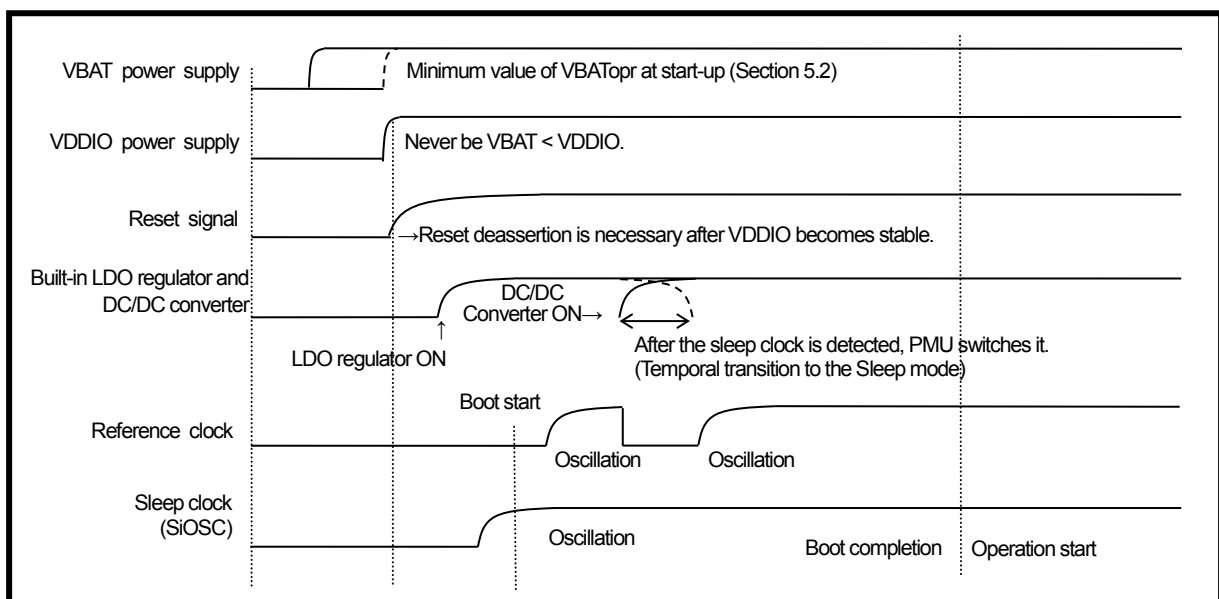 VBAT power supply
Minimum value of VBATopr at start-up (Section 5.2)
VDDIO power supply
Never be VBAT < VDDIO.
Reset signal
→Reset deassertion is necessary after VDDIO becomes stable.
Built-in LDO regulator and
DC/DC converter
DC/DC
Converter ON→
↑
LDO regulator ON
After the sleep clock is detected, PMU switches it.
(Temporal transition to the Sleep mode)
Boot start
Reference clock
Oscillation
Oscillation
Sleep clock
(SiOSC)
Oscillation
Boot completion
Operation start